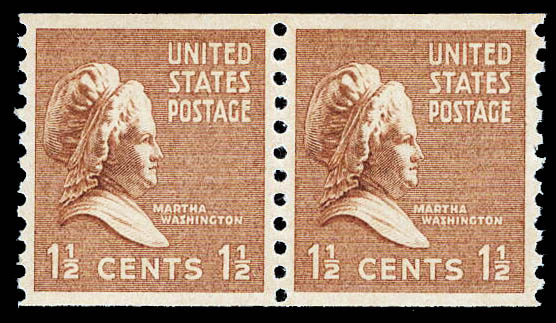 UNITED
STATES
POSTAGE
MARTHA
WASHINGTON
1½ CENTS 1½
UNITED
STATES
POSTAGE
MARTHA
WASHINGTON
1½ CENTS 1½